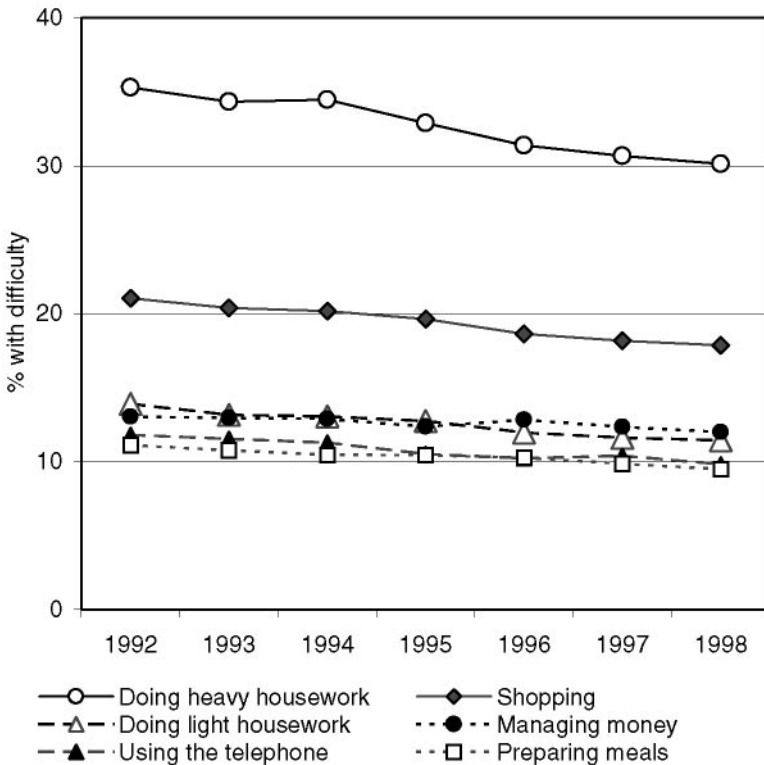 40
30
20
10
0
% with difficulty
1992 1993 1994 1995 1996 1997 1998
Doing heavy housework Shopping
Doing light housework Managing money
Using the telephone Preparing meals